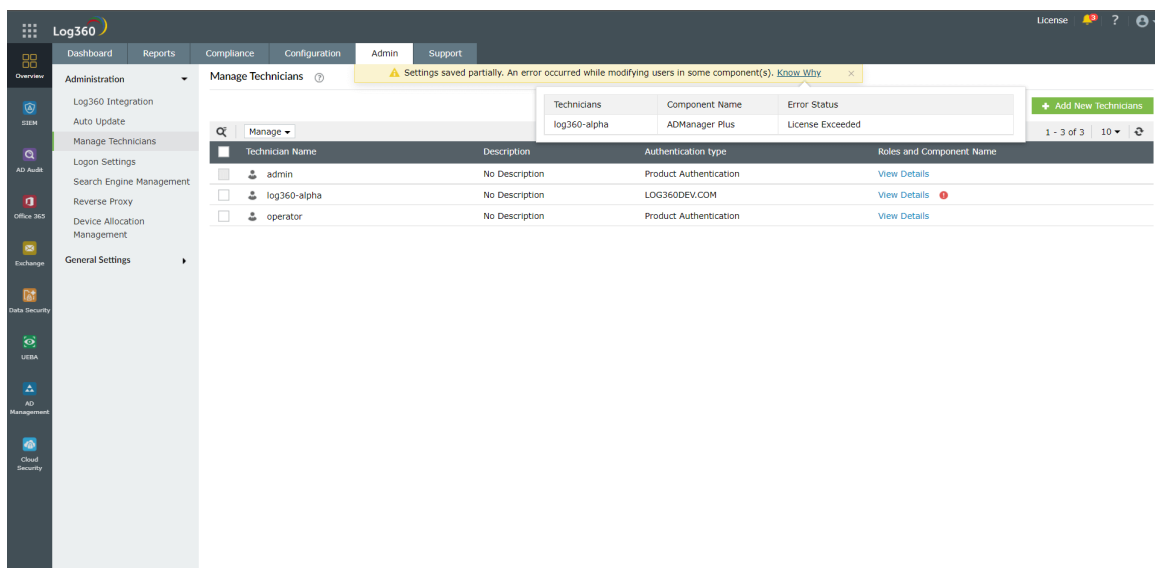 License 3 ?
Log360
Dashboard Reports Compliance Configuration Admin Support
Overview
SIEM
AD Audit
Office 365
Exchange
Data Security
UEBA
AD
Management
Cloud
Security
Administration
Log360 Integration
Auto Update
Manage Technicians
Logon Settings
Search Engine Management
Reverse Proxy
Device Allocation
Management
General Settings
Manage Technicians ?
Settings saved partially. An error occurred while modifying users in some component(s). Know Why ×
Technicians Component Name Error Status
log360-alpha ADManager Plus License Exceeded
+ Add New Technicians
Manage
1 - 3 of 3 10
Technician Name Description Authentication type Roles and Component Name
admin No Description Product Authentication View Details
log360-alpha No Description LOG360DEV.COM View Details
operator No Description Product Authentication View Details